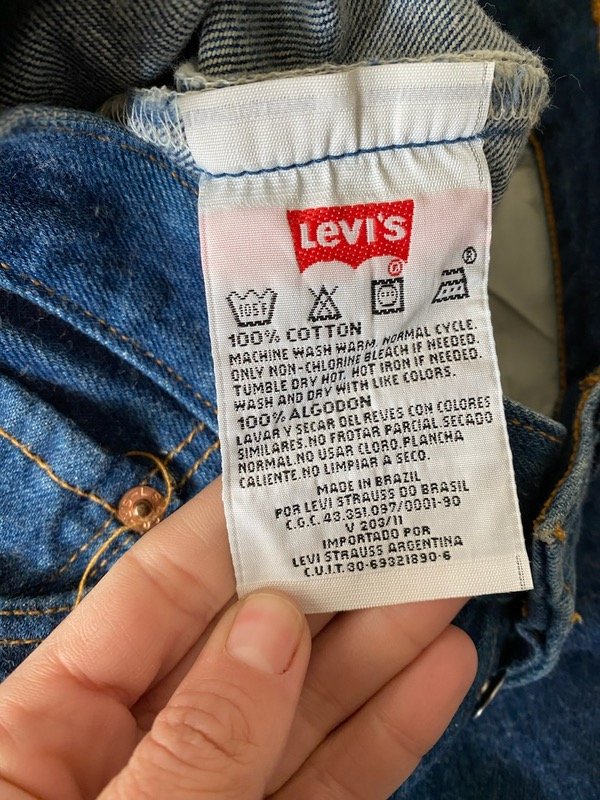 LEVI'S
®
®
105F
100% COTTON
MACHINE WASH WARM, NORMAL CYCLE.
ONLY NON-CHLORINE BLEACH IF NEEDED.
TUMBLE DRY HOT. HOT IRON IF NEEDED.
WASH AND DRY WITH LIKE COLORS.
100% ALGODON
LAVAR Y SECAR DEL REVES CON COLORES
SIMILARES.NO FROTAR PARCIAL.SECADO
NORMAL.NO USAR CLORO.PLANCHA
CALIENTE.NO LIMPIAR A SECO.
MADE IN BRAZIL
POR LEVI STRAUSS DO BRASIL
C.G.C. 43.351.097/0001-90
V 203/11
IMPORTADO POR
LEVI STRAUSS ARGENTINA
C.U.I.T. 30-69321890-6